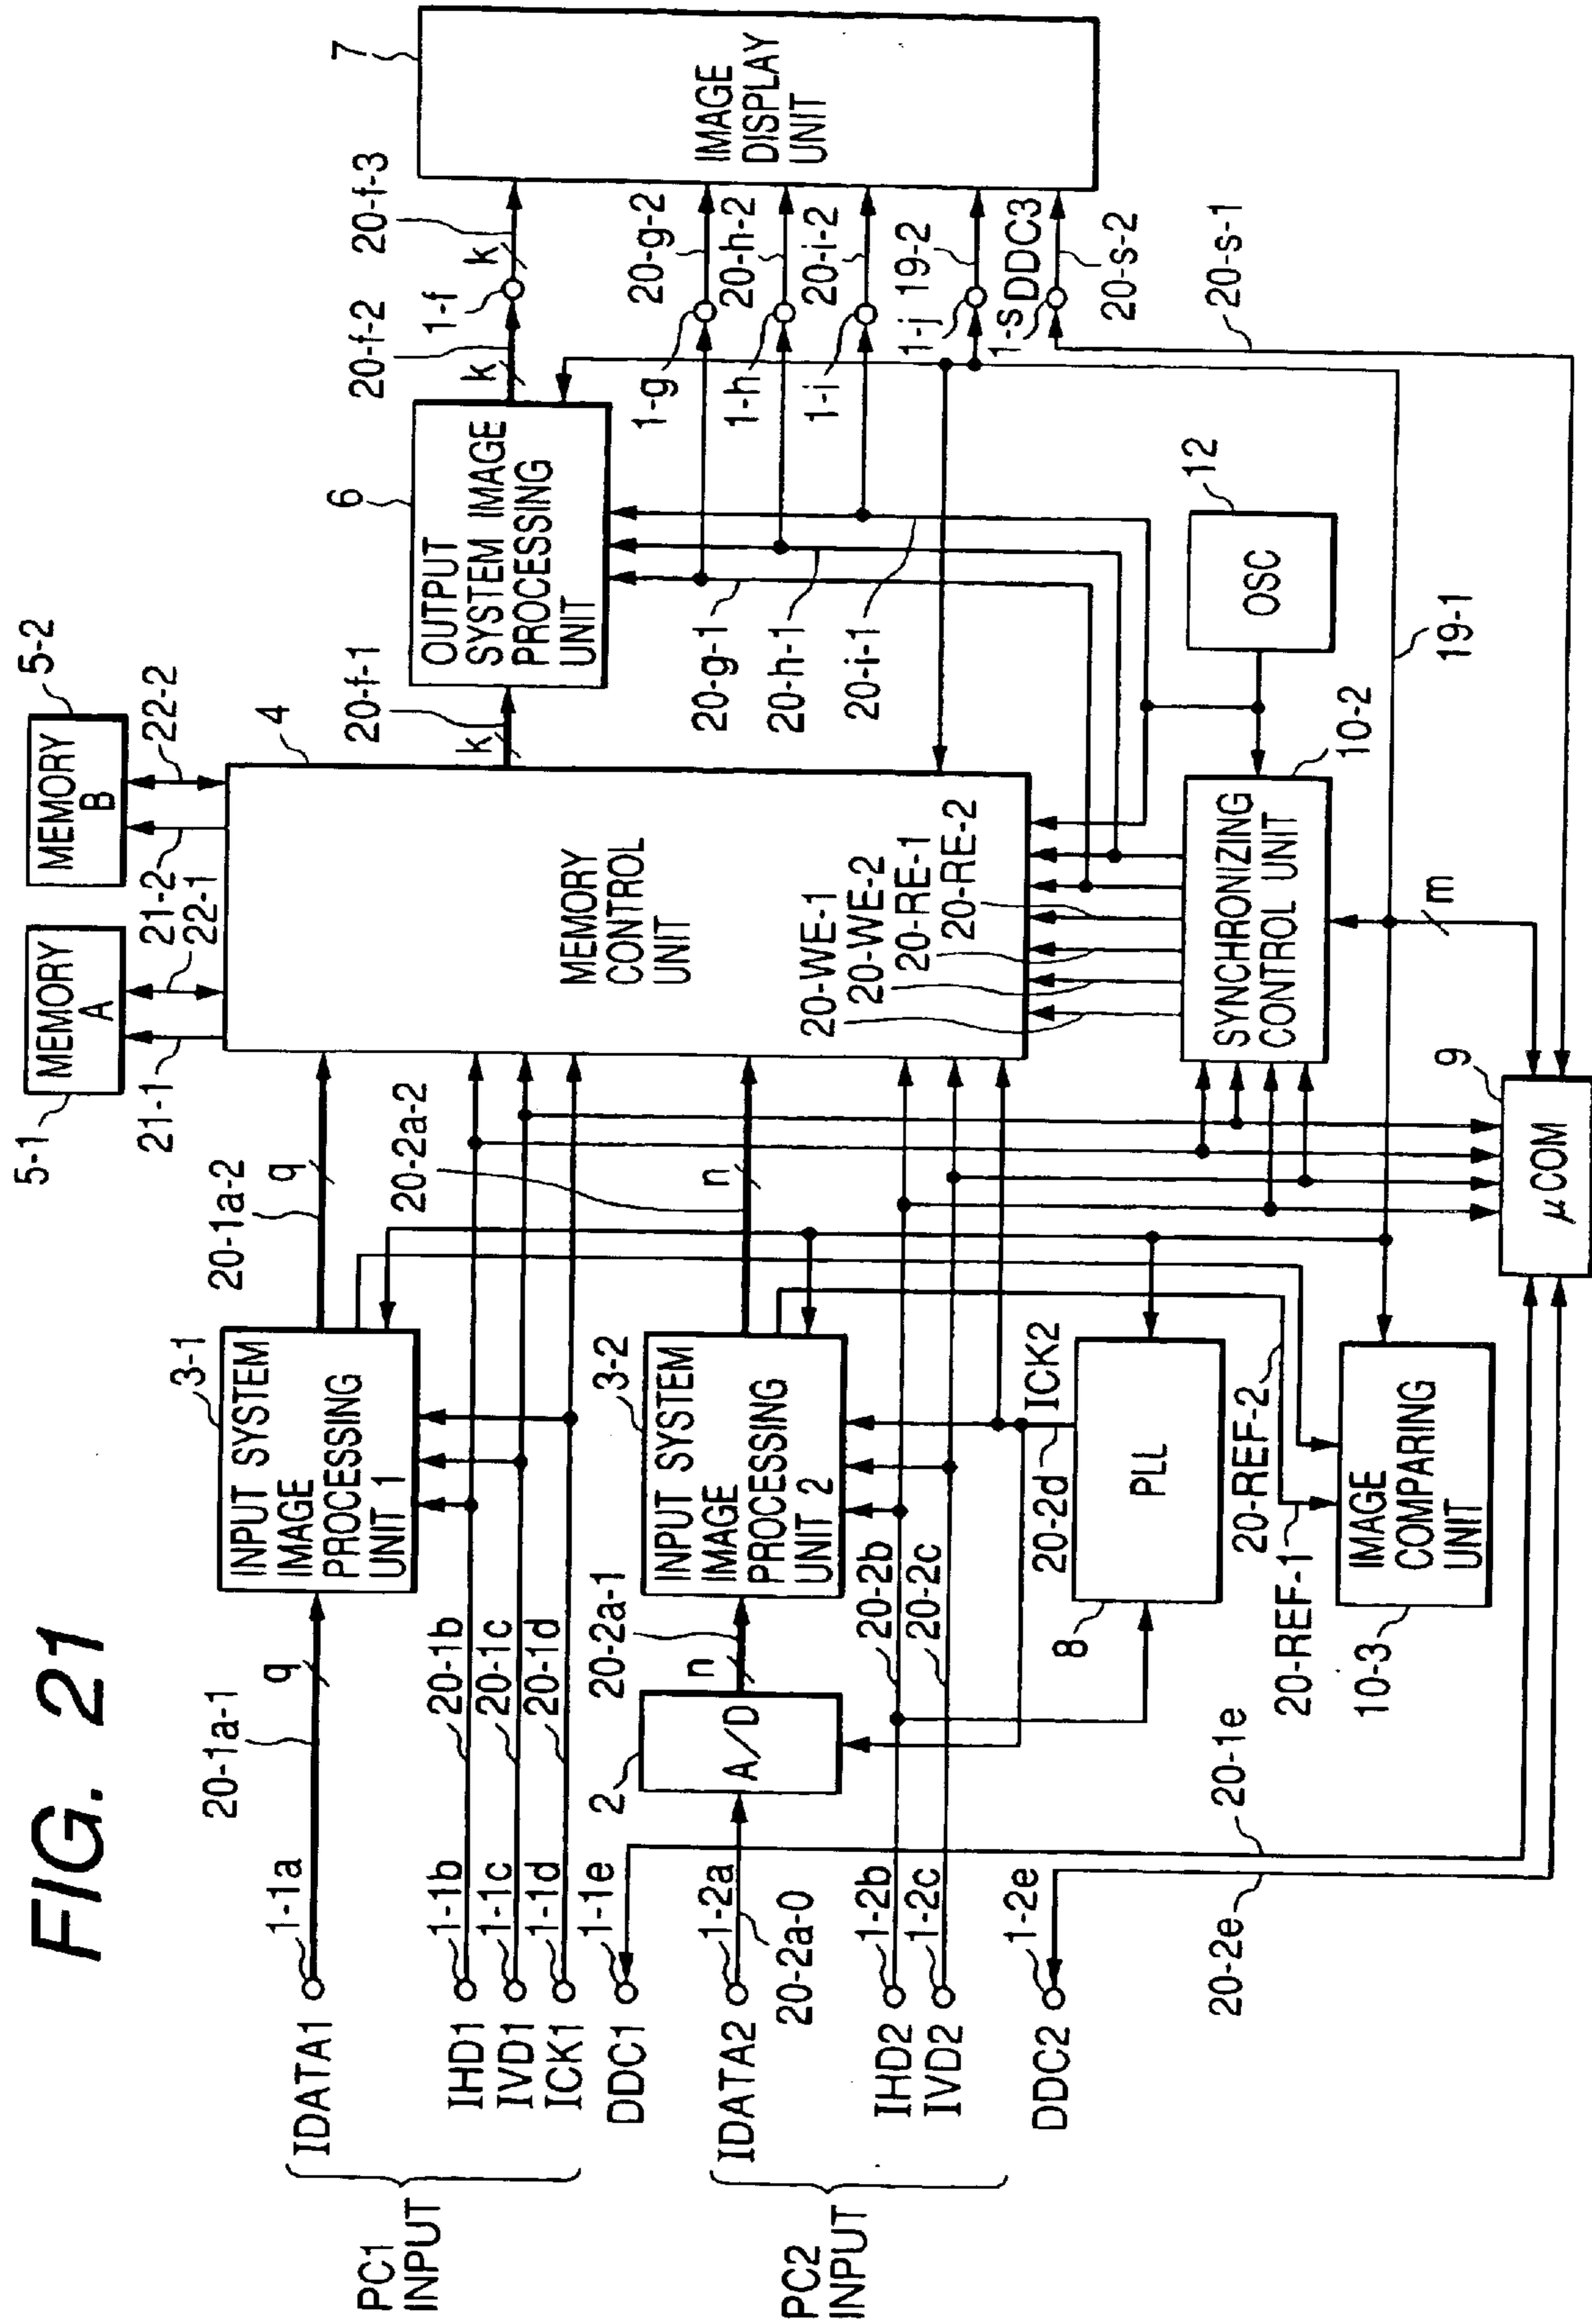 FIG. 21
PC1
INPUT
PC2
INPUT
IDATA1
IHD1
IVD1
ICK1
DDC1
IDATA2
IHD2
IVD2
DDC2
1-1a
1-1b
1-1c
1-1d
1-1e
1-2a
20-2a-0
1-2b
1-2c
1-2e
20-1a-1
q
20-1b
20-1c
20-1d
2
A/D
n
20-2a-1
20-2b
20-2c
20-2e
20-1e
3-1
INPUT SYSTEM
IMAGE
PROCESSING
UNIT 1
3-2
INPUT SYSTEM
IMAGE
PROCESSING
UNIT 2
20-2d
ICK2
8
PLL
20-REF-1
20-REF-2
10-3
IMAGE
COMPARING
UNIT
20-1a-2
q
20-2a-2
n
9
μCOM
5-1
MEMORY
A
21-1
22-1
5-2
MEMORY
B
21-2
22-2
4
MEMORY
CONTROL
UNIT
20-WE-1
20-WE-2
20-RE-1
20-RE-2
10-2
SYNCHRONIZING
CONTROL UNIT
m
12
OSC
19-1
k
20-f-1
6
OUTPUT
SYSTEM IMAGE
PROCESSING
UNIT
20-g-1
20-h-1
20-i-1
k
20-f-2
1-f
k
20-f-3
1-g
20-g-2
1-h
20-h-2
1-i
20-i-2
1-j
19-2
1-s
DDC3
20-s-2
20-s-1
7
IMAGE
DISPLAY
UNIT